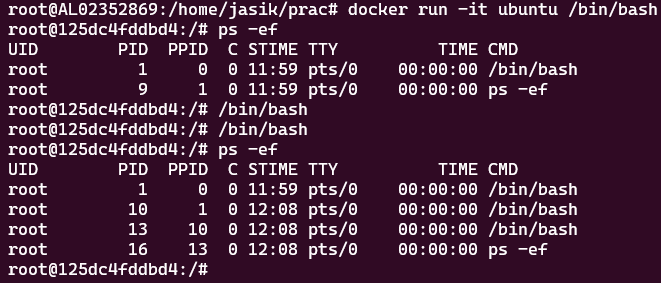 root@AL02352869:/home/jasik/prac# docker run -it ubuntu /bin/bash
root@125dc4fddbd4:/# ps -ef
UID          PID    PPID  C STIME TTY          TIME CMD
root           1       0  0 11:59 pts/0    00:00:00 /bin/bash
root           9       1  0 11:59 pts/0    00:00:00 ps -ef
root@125dc4fddbd4:/# /bin/bash
root@125dc4fddbd4:/# /bin/bash
root@125dc4fddbd4:/# ps -ef
UID          PID    PPID  C STIME TTY          TIME CMD
root           1       0  0 11:59 pts/0    00:00:00 /bin/bash
root          10       1  0 12:08 pts/0    00:00:00 /bin/bash
root          13      10  0 12:08 pts/0    00:00:00 /bin/bash
root          16      13  0 12:08 pts/0    00:00:00 ps -ef
root@125dc4fddbd4:/#